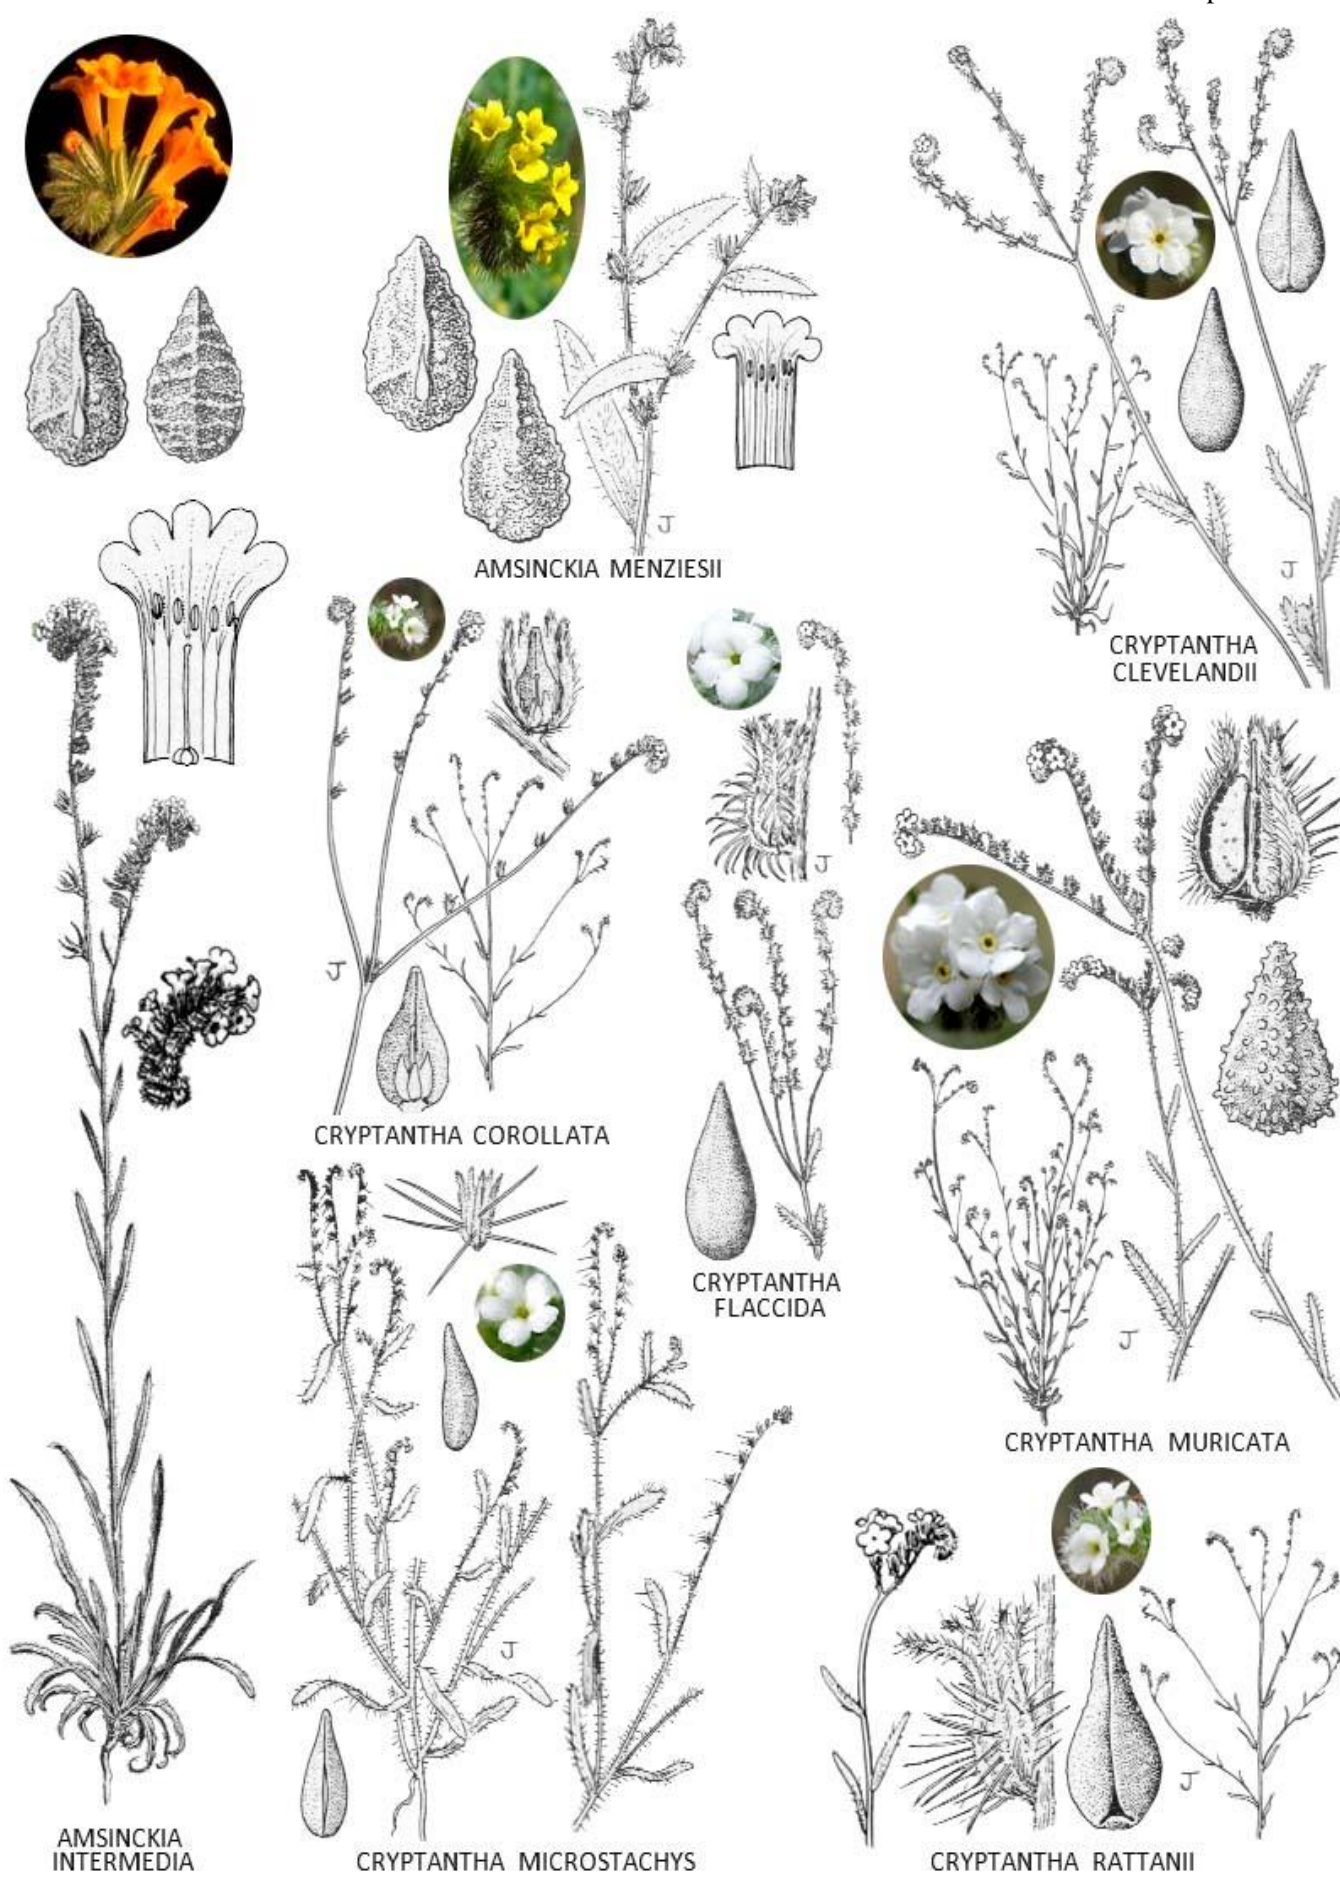 AMSINCKIA MENZIESII
J
CRYPTANTHA
CLEVELANDII
J
J
CRYPTANTHA COROLLATA
J
CRYPTANTHA
FLACCIDA
J
CRYPTANTHA MURICATA
AMSINCKIA
INTERMEDIA
J
CRYPTANTHA MICROSTACHYS
J
CRYPTANTHA RATTANII